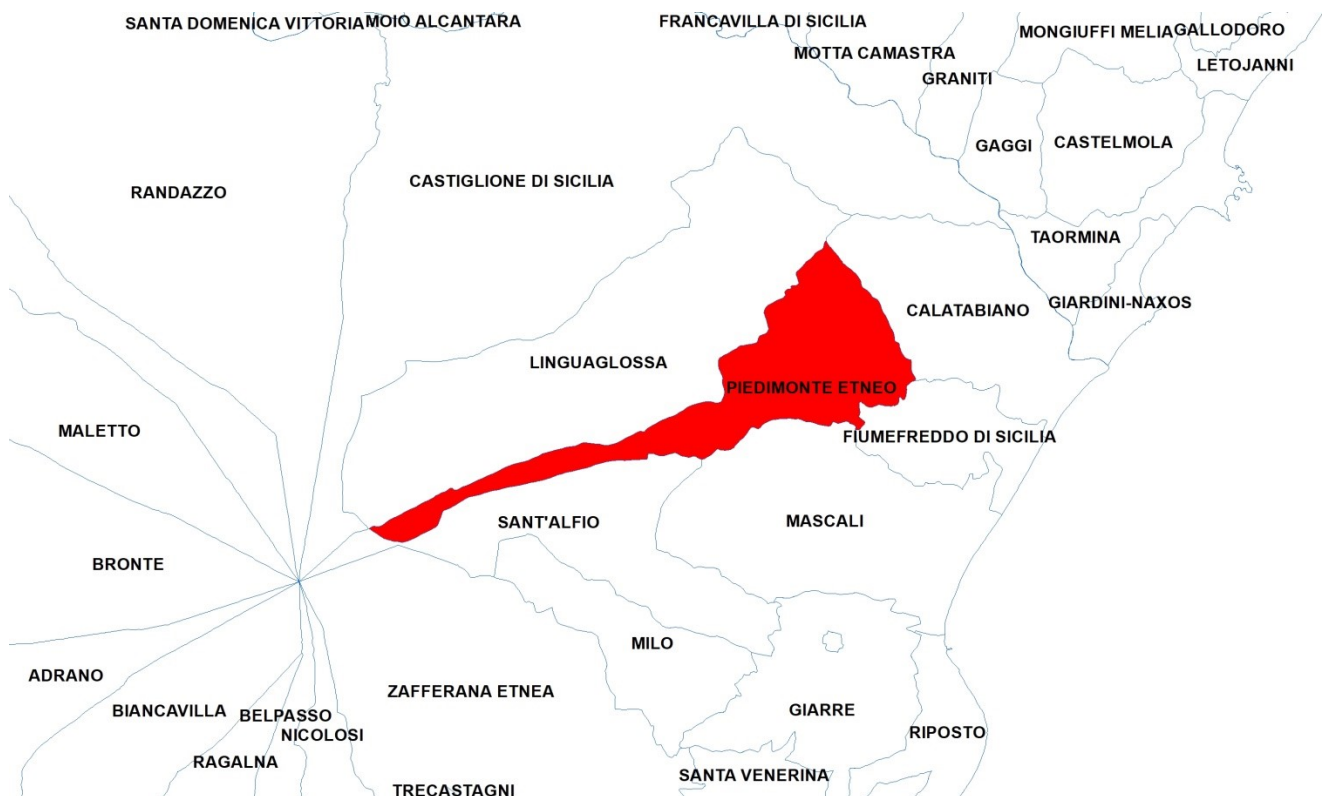 SANTA DOMENICA VITTORIA
MOIO ALCANTARA
FRANCAVILLA DI SICILIA
MOTTA CAMASTRA
MONGIUFFI MELIA
GALLODORO
LETOJANNI
GRANITI
GAGGI
CASTELMOLA
RANDAZZO
CASTIGLIONE DI SICILIA
TAORMINA
GIARDINI-NAXOS
CALATABIANO
LINGUAGLOSSA
PIEDIMONTE ETNEO
MALETTO
FIUMEFREDDO DI SICILIA
SANT'ALFIO
MASCALI
BRONTE
MILO
ADRANO
ZAFFERANA ETNEA
BIANCAVILLA
BELPASSO
NICOLOSI
GIARRE
RIPOSTO
RAGALNA
SANTA VENERINA
TRECASTAGNI